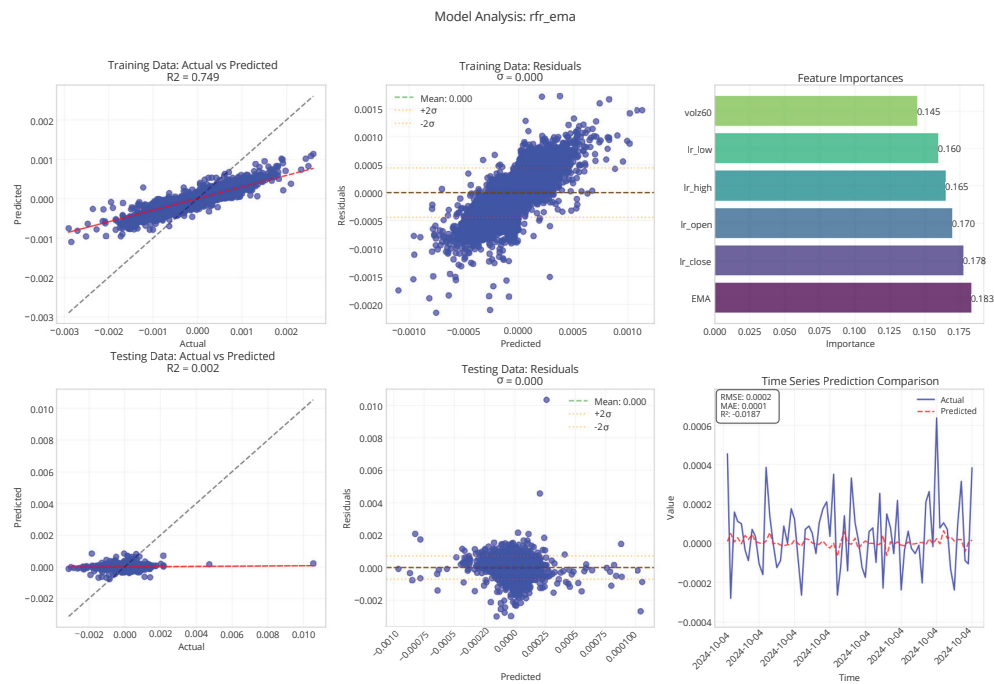 Model Analysis: rfr_ema
Training Data: Actual vs Predicted
R2 = 0.749
0.002
0.001
0.000
−0.001
−0.002
−0.003
Predicted
−0.003
−0.002
−0.001
0.000
0.001
0.002
Actual
Training Data: Residuals
σ = 0.000
Mean: 0.000
+2σ
-2σ
0.0015
0.0010
0.0005
0.000
−0.0005
−0.0010
−0.0015
−0.0020
Residuals
−0.0010
−0.0005
0.0000
0.0005
0.0010
Predicted
Feature Importances
volz60
0.145
lr_low
0.160
lr_high
0.165
lr_open
0.170
lr_close
0.178
EMA
0.183
0.000
0.025
0.050
0.075
0.100
0.125
0.150
0.175
Importance
Testing Data: Actual vs Predicted
R2 = 0.002
0.010
0.008
0.006
0.004
0.002
0.000
−0.002
Predicted
−0.002
0.000
0.002
0.004
0.006
0.008
0.010
Actual
Testing Data: Residuals
σ = 0.000
Mean: 0.000
+2σ
-2σ
0.010
0.008
0.006
0.004
0.002
0.000
−0.002
Residuals
−0.0010
−0.00075
−0.0005
−0.00020
0.0000
0.00025
0.0005
0.00075
0.000100
Predicted
Time Series Prediction Comparison
RMSE: 0.0002
MAE: 0.0001
R²: -0.0187
Actual
Predicted
0.0006
0.0004
0.0002
0.0000
−0.0002
−0.0004
Value
2024-10-04
2024-10-04
2024-10-04
2024-10-04
2024-10-04
2024-10-04
2024-10-04
2024-10-04
Time